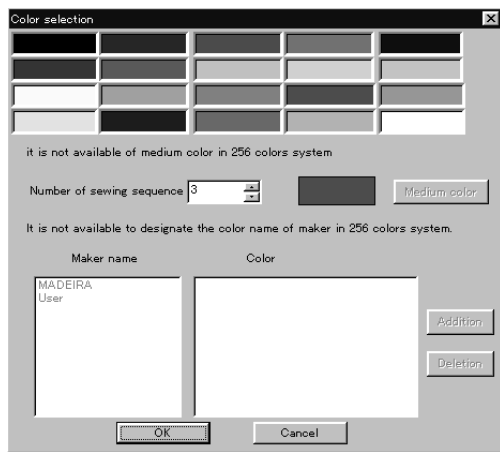 Color selection
it is not available of medium color in 256 colors system
Number of sewing sequence 3
Medium color
It is not available to designate the color name of maker in 256 colors system.
Maker name Color
MADEIRA
User
Addition
Deletion
OK Cancel